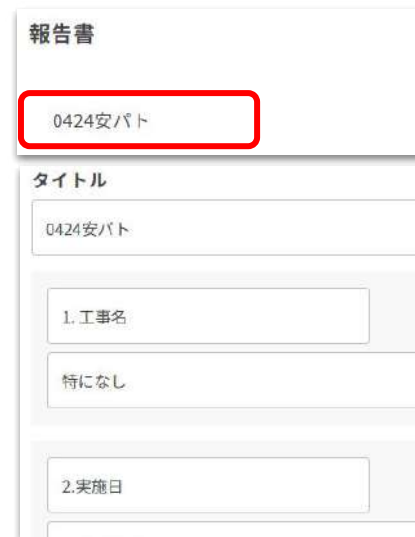 報告書
0424安パト
タイトル
0424安パト
1. 工事名
特になし
2.実施日